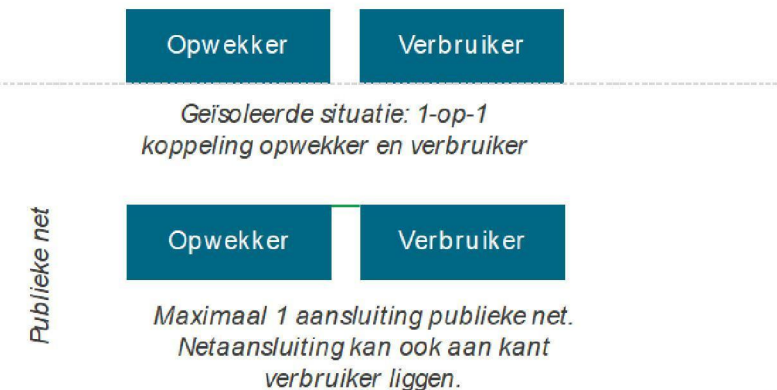 Opwekker Verbruiker
Geïsoleerde situatie: 1-op-1
koppeling opwekker en verbruiker
Publieke net
Opwekker Verbruiker
Maximaal 1 aansluiting publieke net.
Netaansluiting kan ook aan kant
verbruiker liggen.